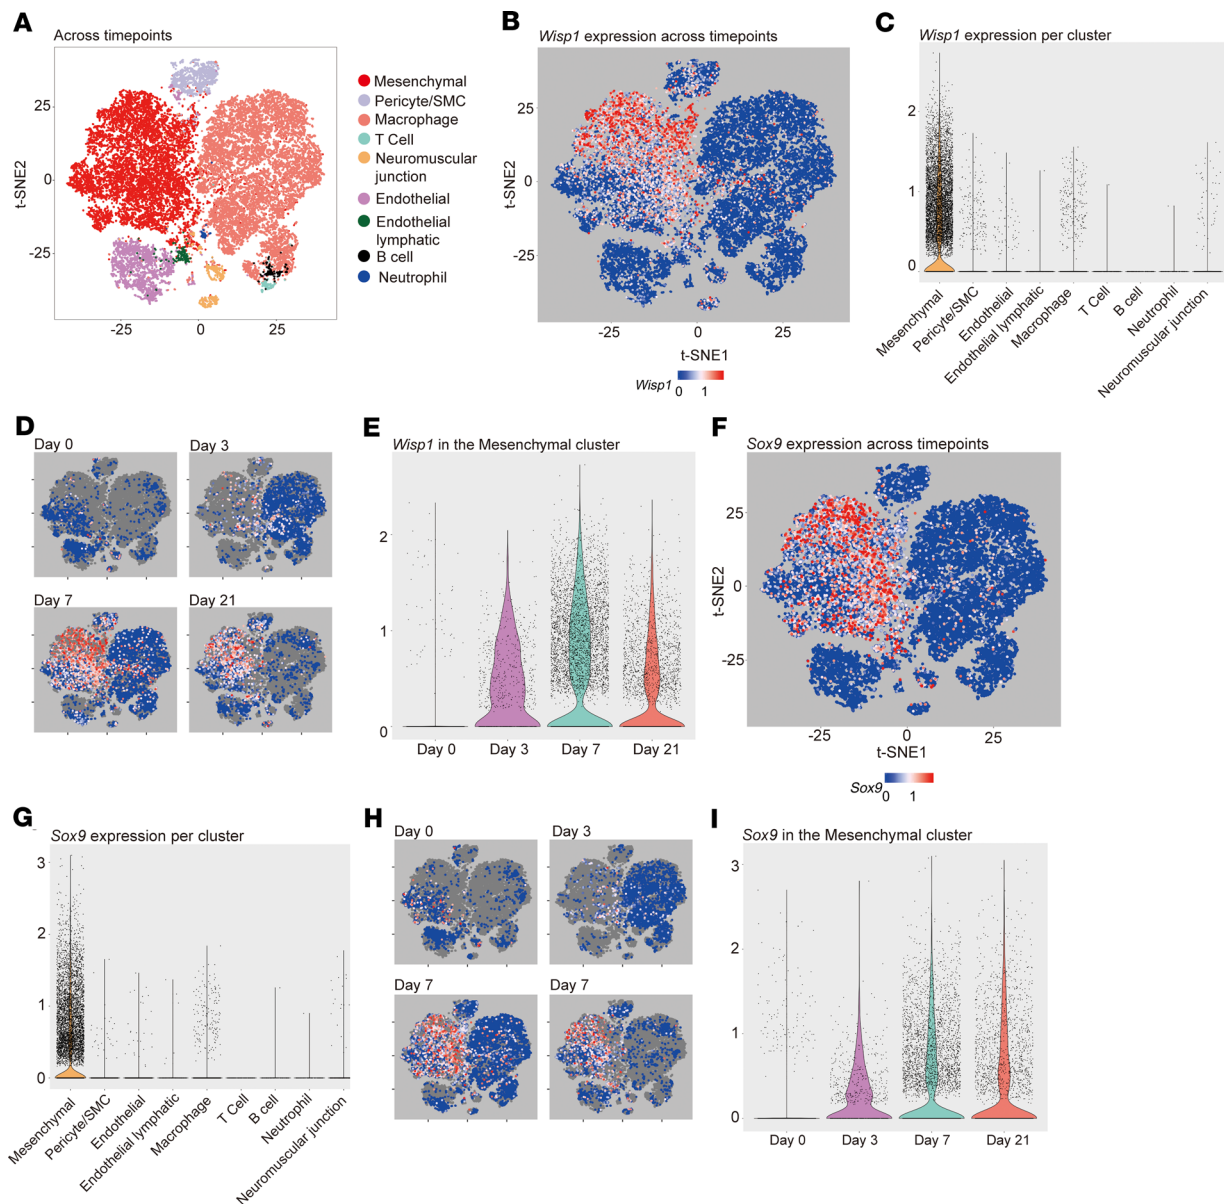 A
Across timepoints
25
0
-25
t-SNE2
-25
0
25
Mesenchymal
Pericyte/SMC
Macrophage
T Cell
Neuromuscular
junction
Endothelial
Endothelial
lymphatic
B cell
Neutrophil
B
Wisp1 expression across timepoints
25
0
-25
t-SNE2
-25
0
25
t-SNE1
Wisp1
0 1
C
Wisp1 expression per cluster
2
1
0
Mesenchymal
Pericyte/SMC
Endothelial
Endothelial lymphatic
Macrophage
T Cell
B cell
Neutrophil
Neuromuscular junction
D
Day 0
Day 3
Day 7
Day 21
E
Wisp1 in the Mesenchymal cluster
2
1
0
Day 0
Day 3
Day 7
Day 21
F
Sox9 expression across timepoints
25
0
-25
t-SNE2
-25
0
25
t-SNE1
Sox9
0 1
G
Sox9 expression per cluster
3
2
1
0
Mesenchymal
Pericyte/SMC
Endothelial
Endothelial lymphatic
Macrophage
T Cell
B cell
Neutrophil
Neuromuscular junction
H
Day 0
Day 3
Day 7
Day 7
I
Sox9 in the Mesenchymal cluster
3
2
1
0
Day 0
Day 3
Day 7
Day 21